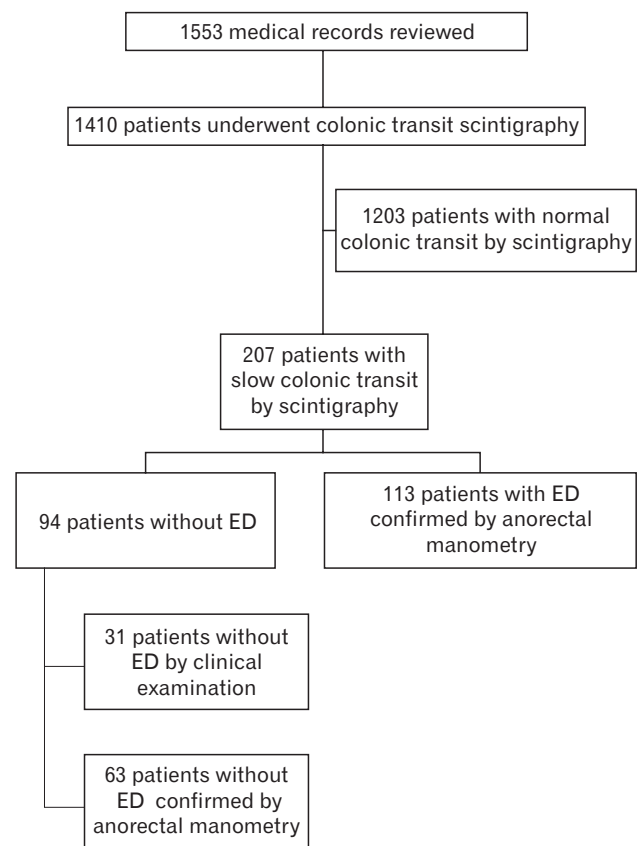 1553 medical records reviewed
1410 patients underwent colonic transit scintigraphy
1203 patients with normal
colonic transit by scintigraphy
207 patients with
slow colonic transit
by scintigraphy
94 patients without ED
113 patients with ED
confirmed by anorectal
manometry
31 patients without
ED by clinical
examination
63 patients without
ED confirmed by
anorectal manometry